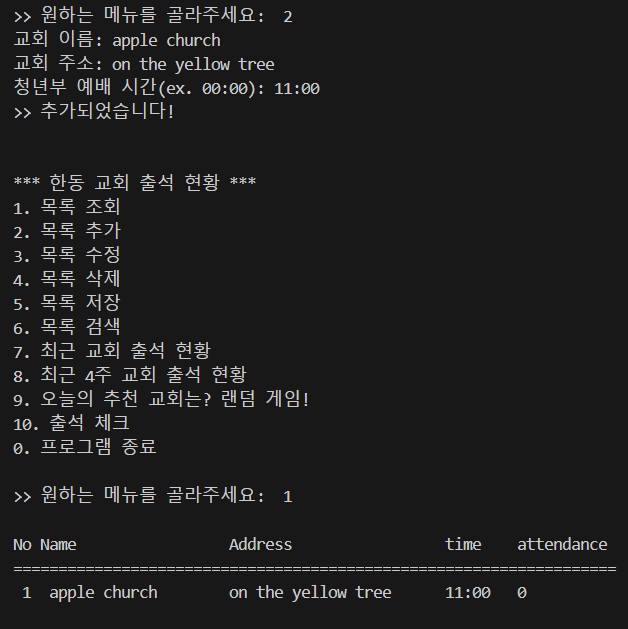 >> 원하는 메뉴를 골라주세요:  2
교회 이름: apple church
교회 주소: on the yellow tree
청년부 예배 시간(ex. 00:00): 11:00
>> 추가되었습니다!
*** 한동 교회 출석 현황 ***
1. 목록 조회
2. 목록 추가
3. 목록 수정
4. 목록 삭제
5. 목록 저장
6. 목록 검색
7. 최근 교회 출석 현황
8. 최근 4주 교회 출석 현황
9. 오늘의 추천 교회는? 랜덤 게임!
10. 출석 체크
0. 프로그램 종료
>> 원하는 메뉴를 골라주세요:  1
No Name                 Address                 time    attendance
===================================================================
 1  apple church        on the yellow tree      11:00   0